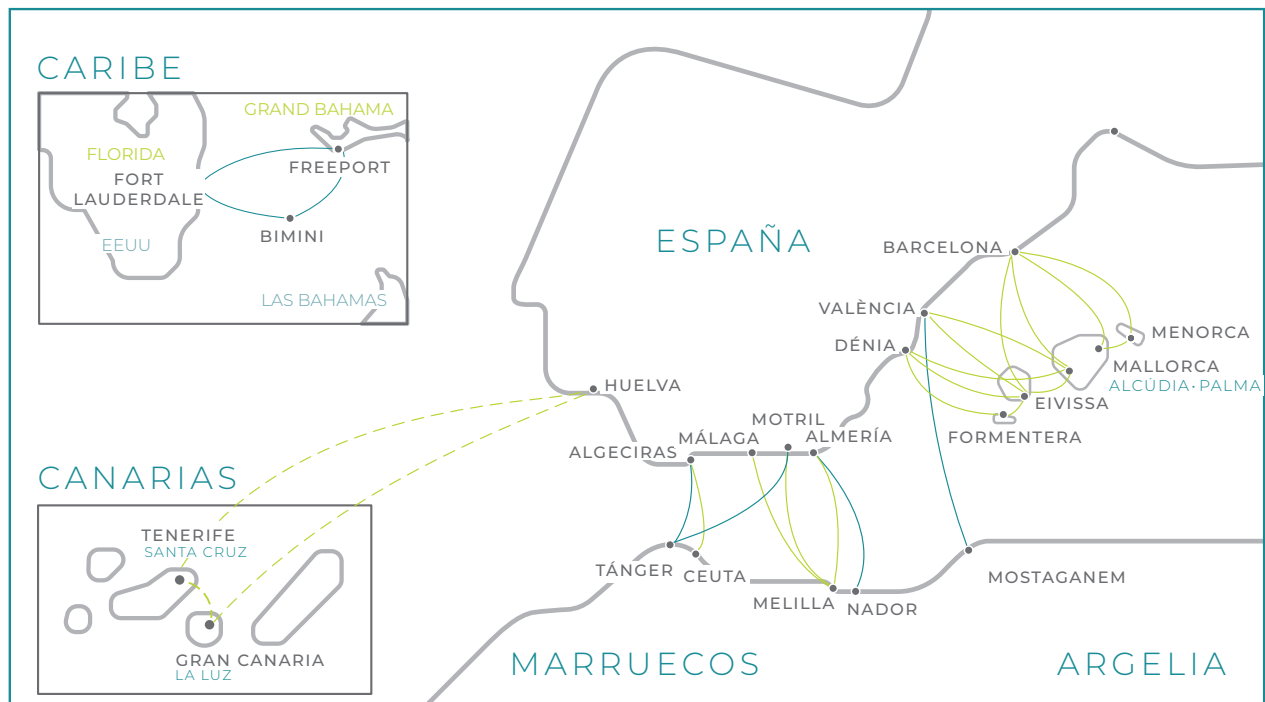 CARIBE
GRAND BAHAMA
FLORIDA
FREEPORT
FORT
LAUDERDALE
BIMINI
EEUU
LAS BAHAMAS
ESPAÑA
BARCELONA
VALÈNCIA
DÉNIA
MENORCA
MALLORCA
ALCÚDIA·PALMA
EIVISSA
FORMENTERA
HUELVA
MOTRIL
ALMERÍA
MÁLAGA
ALGECIRAS
CANARIAS
TENERIFE
SANTA CRUZ
GRAN CANARIA
LA LUZ
TÁNGER
CEUTA
MELILLA
NADOR
MOSTAGANEM
MARRUECOS
ARGELIA